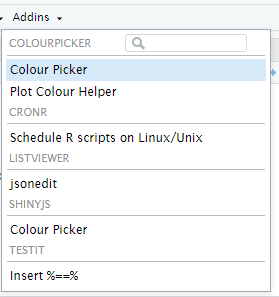 Addins
COLOURPICKER
Colour Picker
Plot Colour Helper
CRONR
Schedule R scripts on Linux/Unix
LISTVIEWER
jsonedit
SHINYJS
Colour Picker
TESTIT
Insert %==%